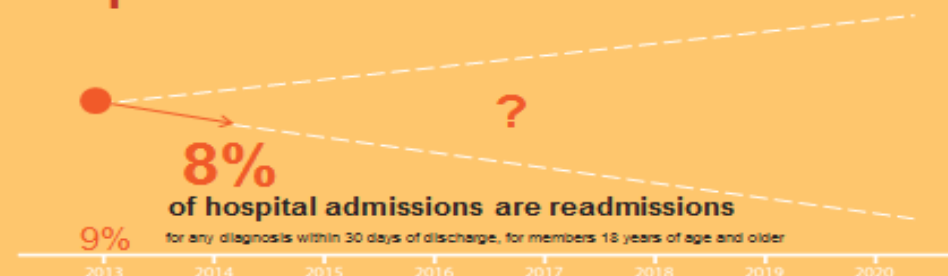 ?
8%
of hospital admissions are readmissions
9%
for any diagnosis within 30 days of discharge, for members 18 years of age and older
2013 2014 2015 2016 2017 2018 2019 2020